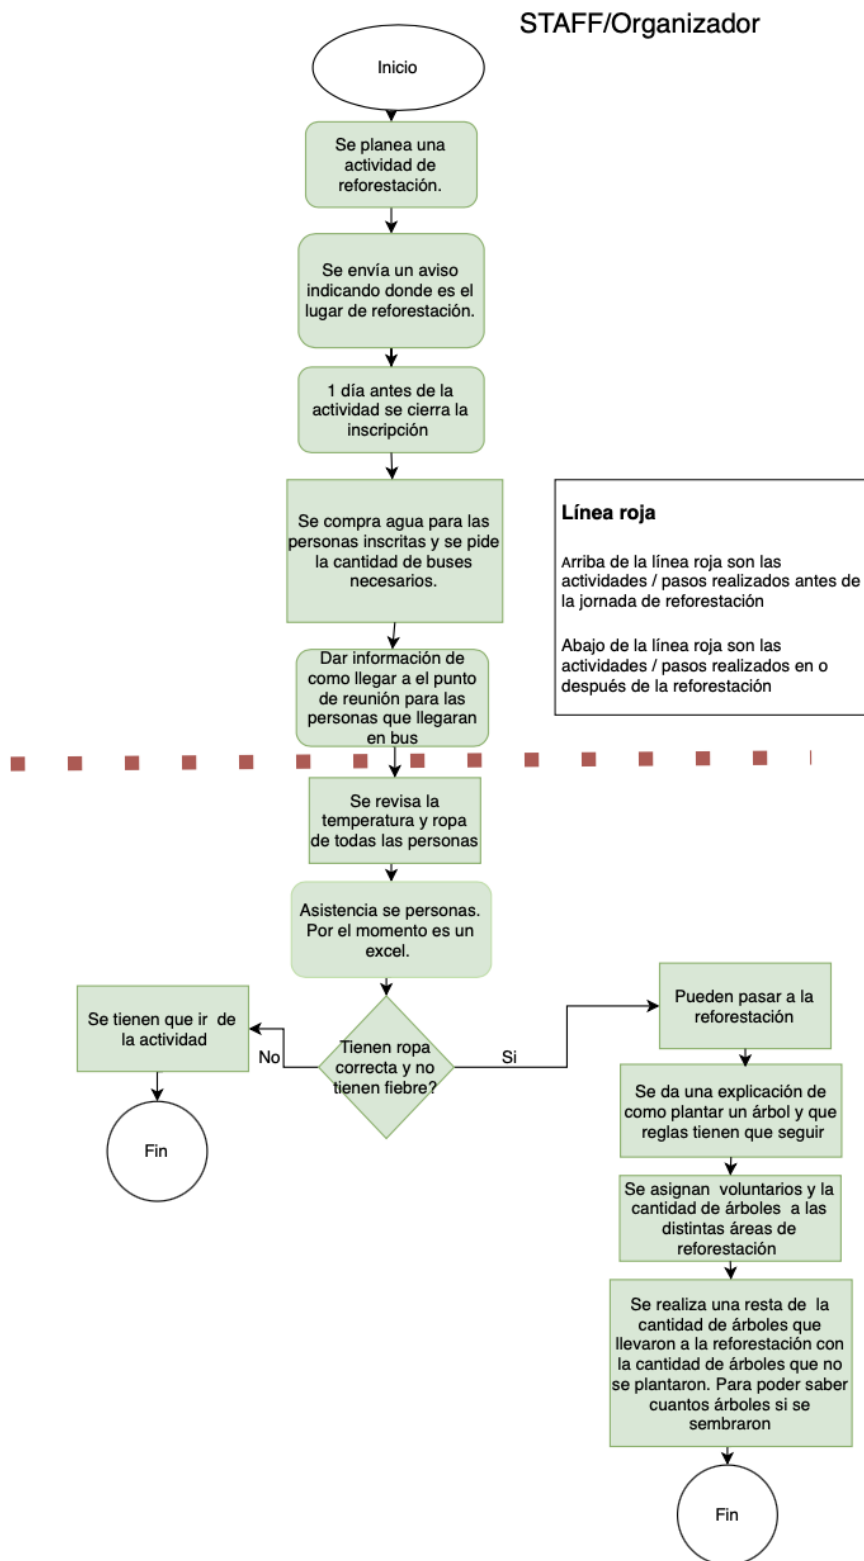 STAFF/Organizador
Inicio
Se planea una
actividad de
reforestación.
Se envía un aviso
indicando donde es el
lugar de reforestación.
1 día antes de la
actividad se cierra la
inscripción
Se compra agua para las
personas inscritas y se pide
la cantidad de buses
necesarios.
Línea roja
Arriba de la línea roja son las
actividades / pasos realizados antes de
la jornada de reforestación
Abajo de la línea roja son las
actividades / pasos realizados en o
después de la reforestación
Dar información de
como llegar a el punto
de reunión para las
personas que llegaran
en bus
Se revisa la
temperatura y ropa
de todas las personas
Asistencia se personas.
Por el momento es un
excel.
Tienen ropa
correcta y no
tienen fiebre?
No
Se tienen que ir de
la actividad
Fin
Si
Pueden pasar a la
reforestación
Se da una explicación de
como plantar un árbol y que
reglas tienen que seguir
Se asignan voluntarios y la
cantidad de árboles a las
distintas áreas de
reforestación
Se realiza una resta de la
cantidad de árboles que
llevaron a la reforestación con
la cantidad de árboles que no
se plantaron. Para poder saber
cuantos árboles si se
sembraron
Fin